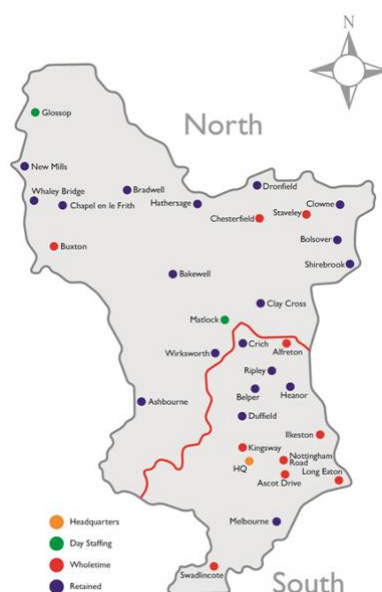 N
Glossop
North
New Mills
Whaley Bridge
Chapel en le Frith
Bradwell
Hathersage
Dronfield
Chesterfield
Staveley
Clowne
Bolsover
Buxton
Shirebrook
Bakewell
Clay Cross
Matlock
Wirksworth
Crich
Alfreton
Ripley
Belper
Heanor
Ashbourne
Duffield
Ilkeston
Kingsway
HQ
Nottingham
Road
Long Eaton
Ascot Drive
Melbourne
Headquarters
Day Staffing
Wholetime
Retained
Swadlincote
South